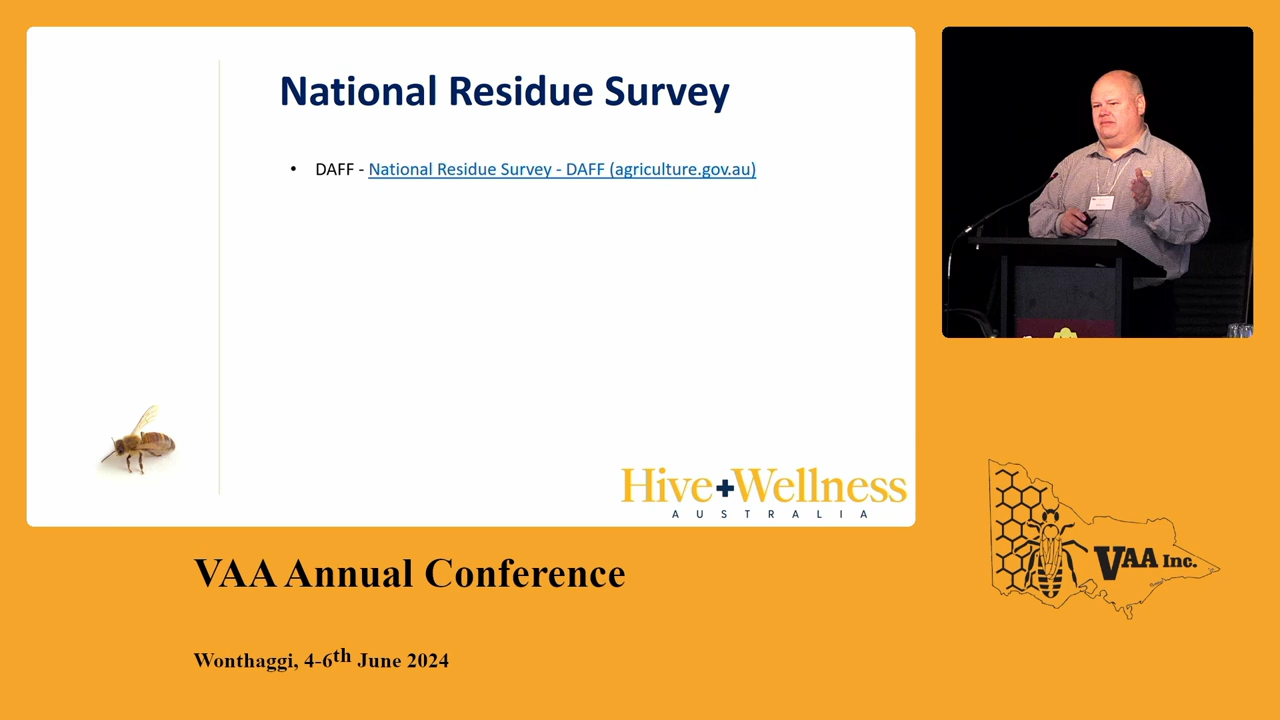 National Residue Survey
• DAFF - National Residue Survey - DAFF (agriculture.gov.au)
Hive+Wellness
AUSTRALIA
VAA Annual Conference
VAA Inc.
Wonthaggi, 4-6th June 2024